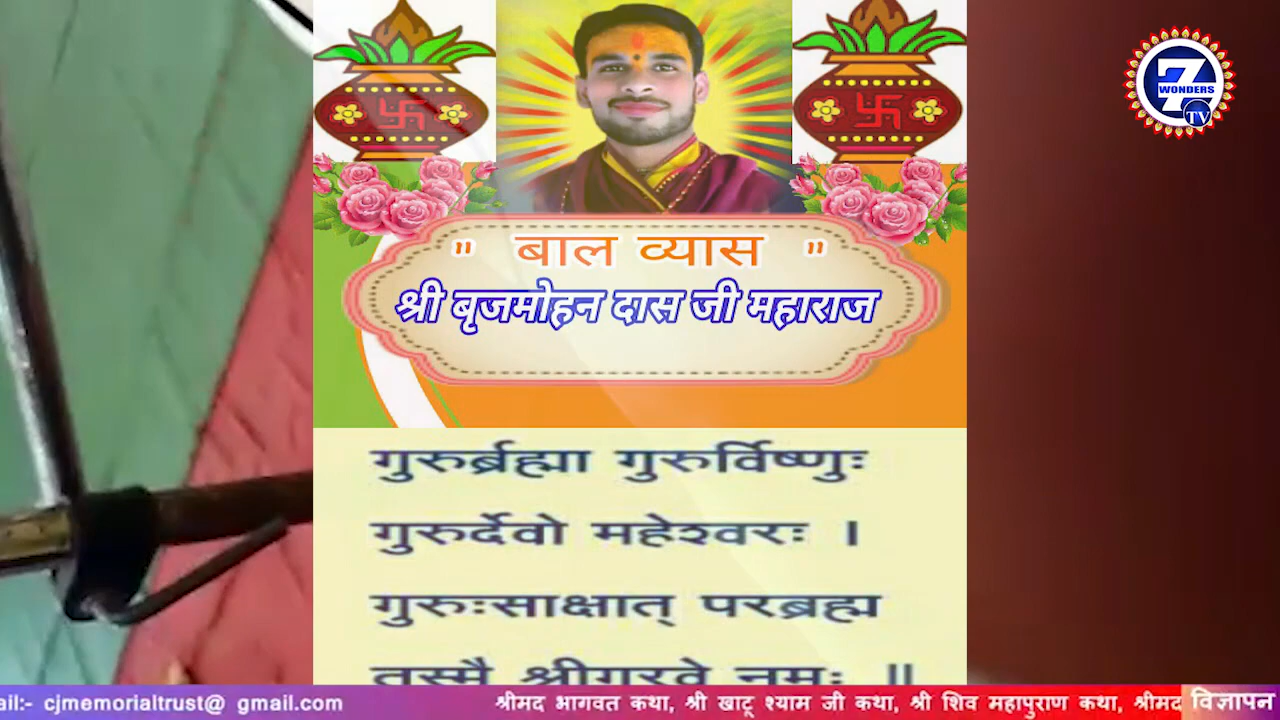 7
WONDERS
TV
" बाल व्यास "
श्री बृजमोहन दास जी महाराज
गुरुर्ब्रह्मा गुरुर्विष्णुः
गुरुर्देवो महेश्वरः ।
गुरुःसाक्षात् परब्रह्म
तस्मै श्रीगुरवे नमः ॥
ail:- cjmemorialtrust@ gmail.com श्रीमद भागवत कथा, श्री खाटू श्याम जी कथा, श्री शिव महापुराण कथा, श्रीमद विज्ञापन